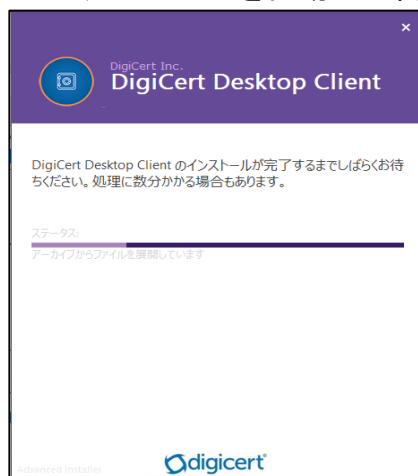 ×
DigiCert Inc.
DigiCert Desktop Client
DigiCert Desktop Client のインストールが完了するまでしばらくお待
ちください。処理に数分かかる場合もあります。
ステータス:
アーカイブからファイルを展開しています
digicert®
Advanced Installer